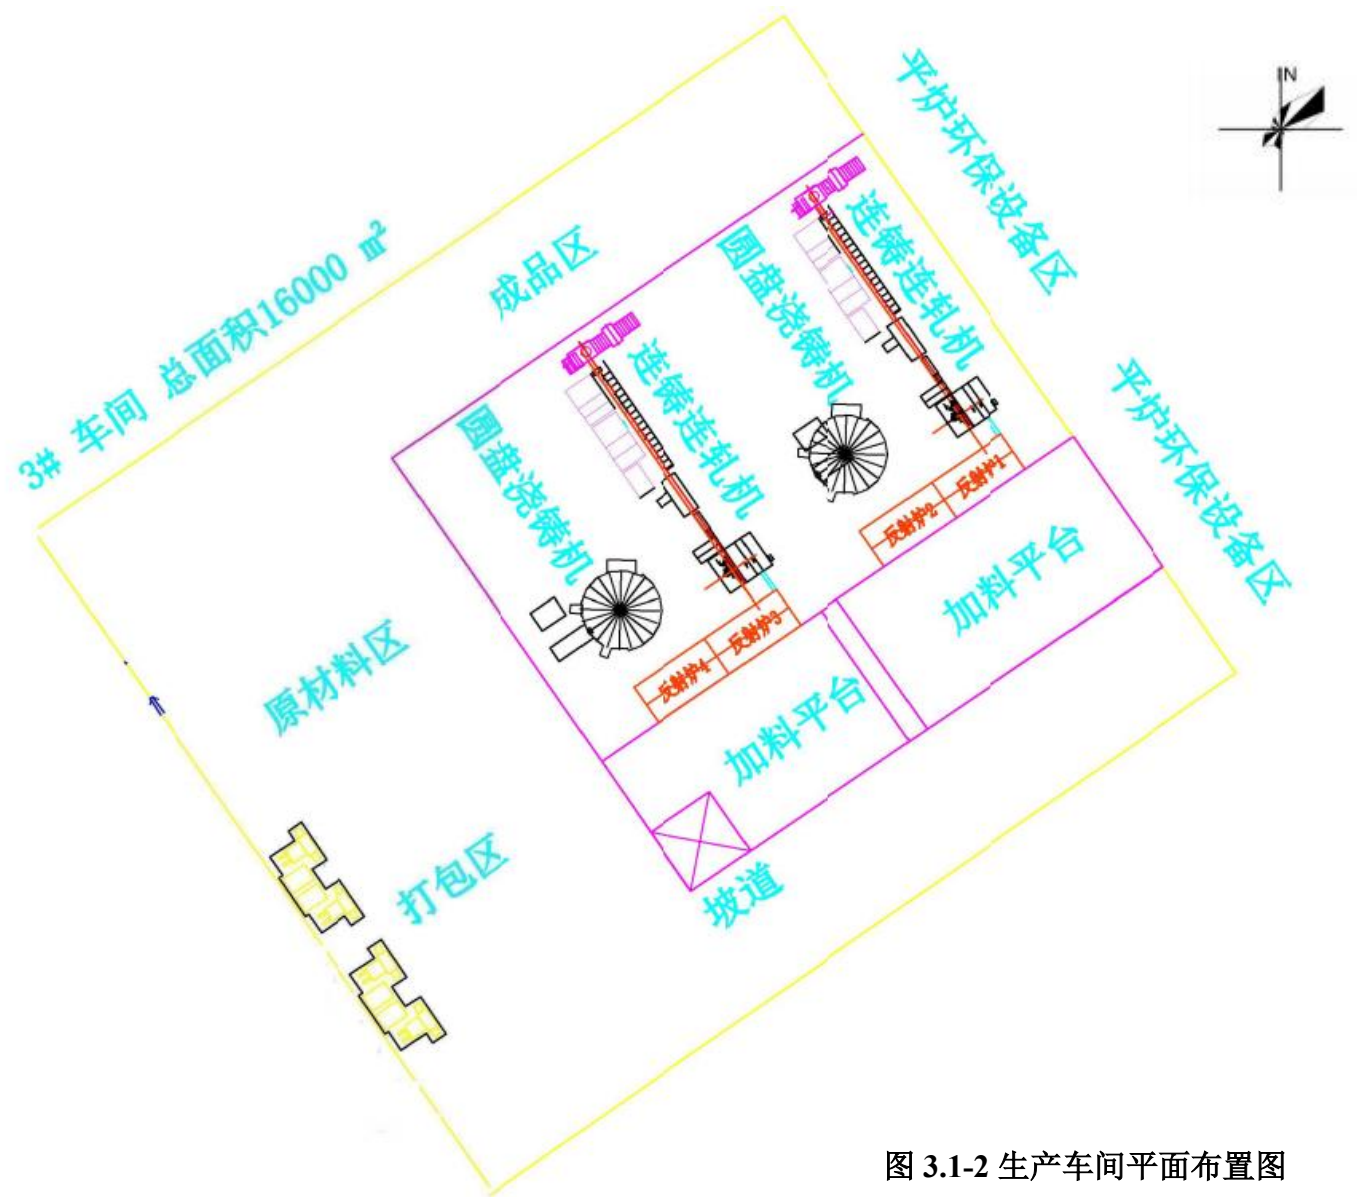 N
平炉环保设备区
3# 车间 总面积16000 m²
成品区
圆盘浇铸机
连铸连轧机
圆盘浇铸机
连铸连轧机
平炉环保设备区
反射炉1
反射炉2
反射炉3
反射炉4
加料平台
加料平台
原材料区
打包区
坡道
图 3.1-2 生产车间平面布置图